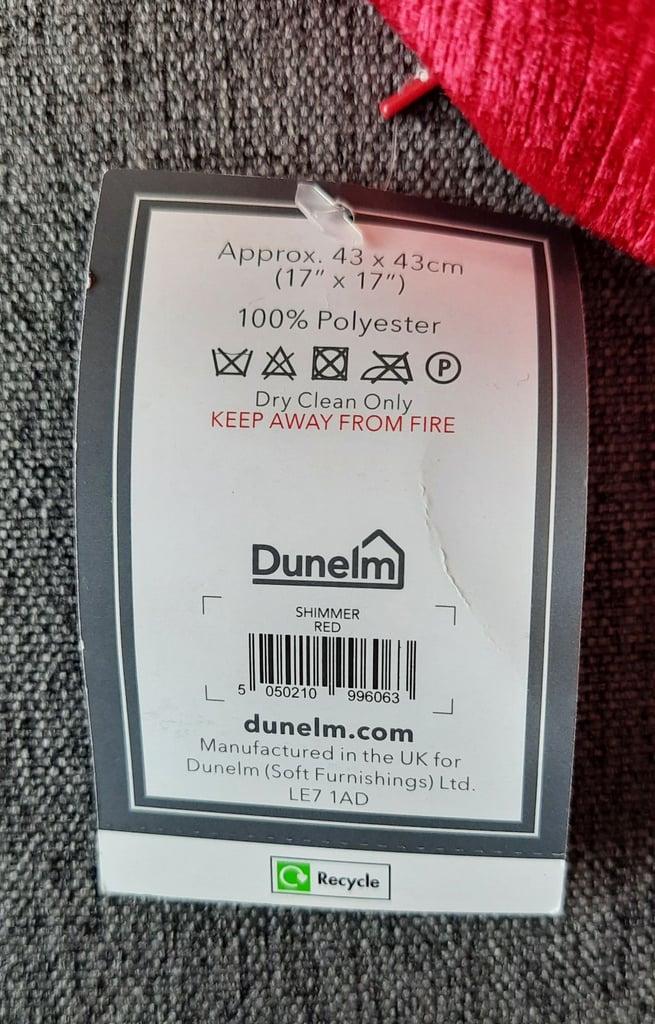 Approx. 43 x 43cm
(17" x 17")
100% Polyester
P
Dry Clean Only
KEEP AWAY FROM FIRE
Dunelm
SHIMMER
RED
5 050210 996063
dunelm.com
Manufactured in the UK for
Dunelm (Soft Furnishings) Ltd.
LE7 1AD
Recycle